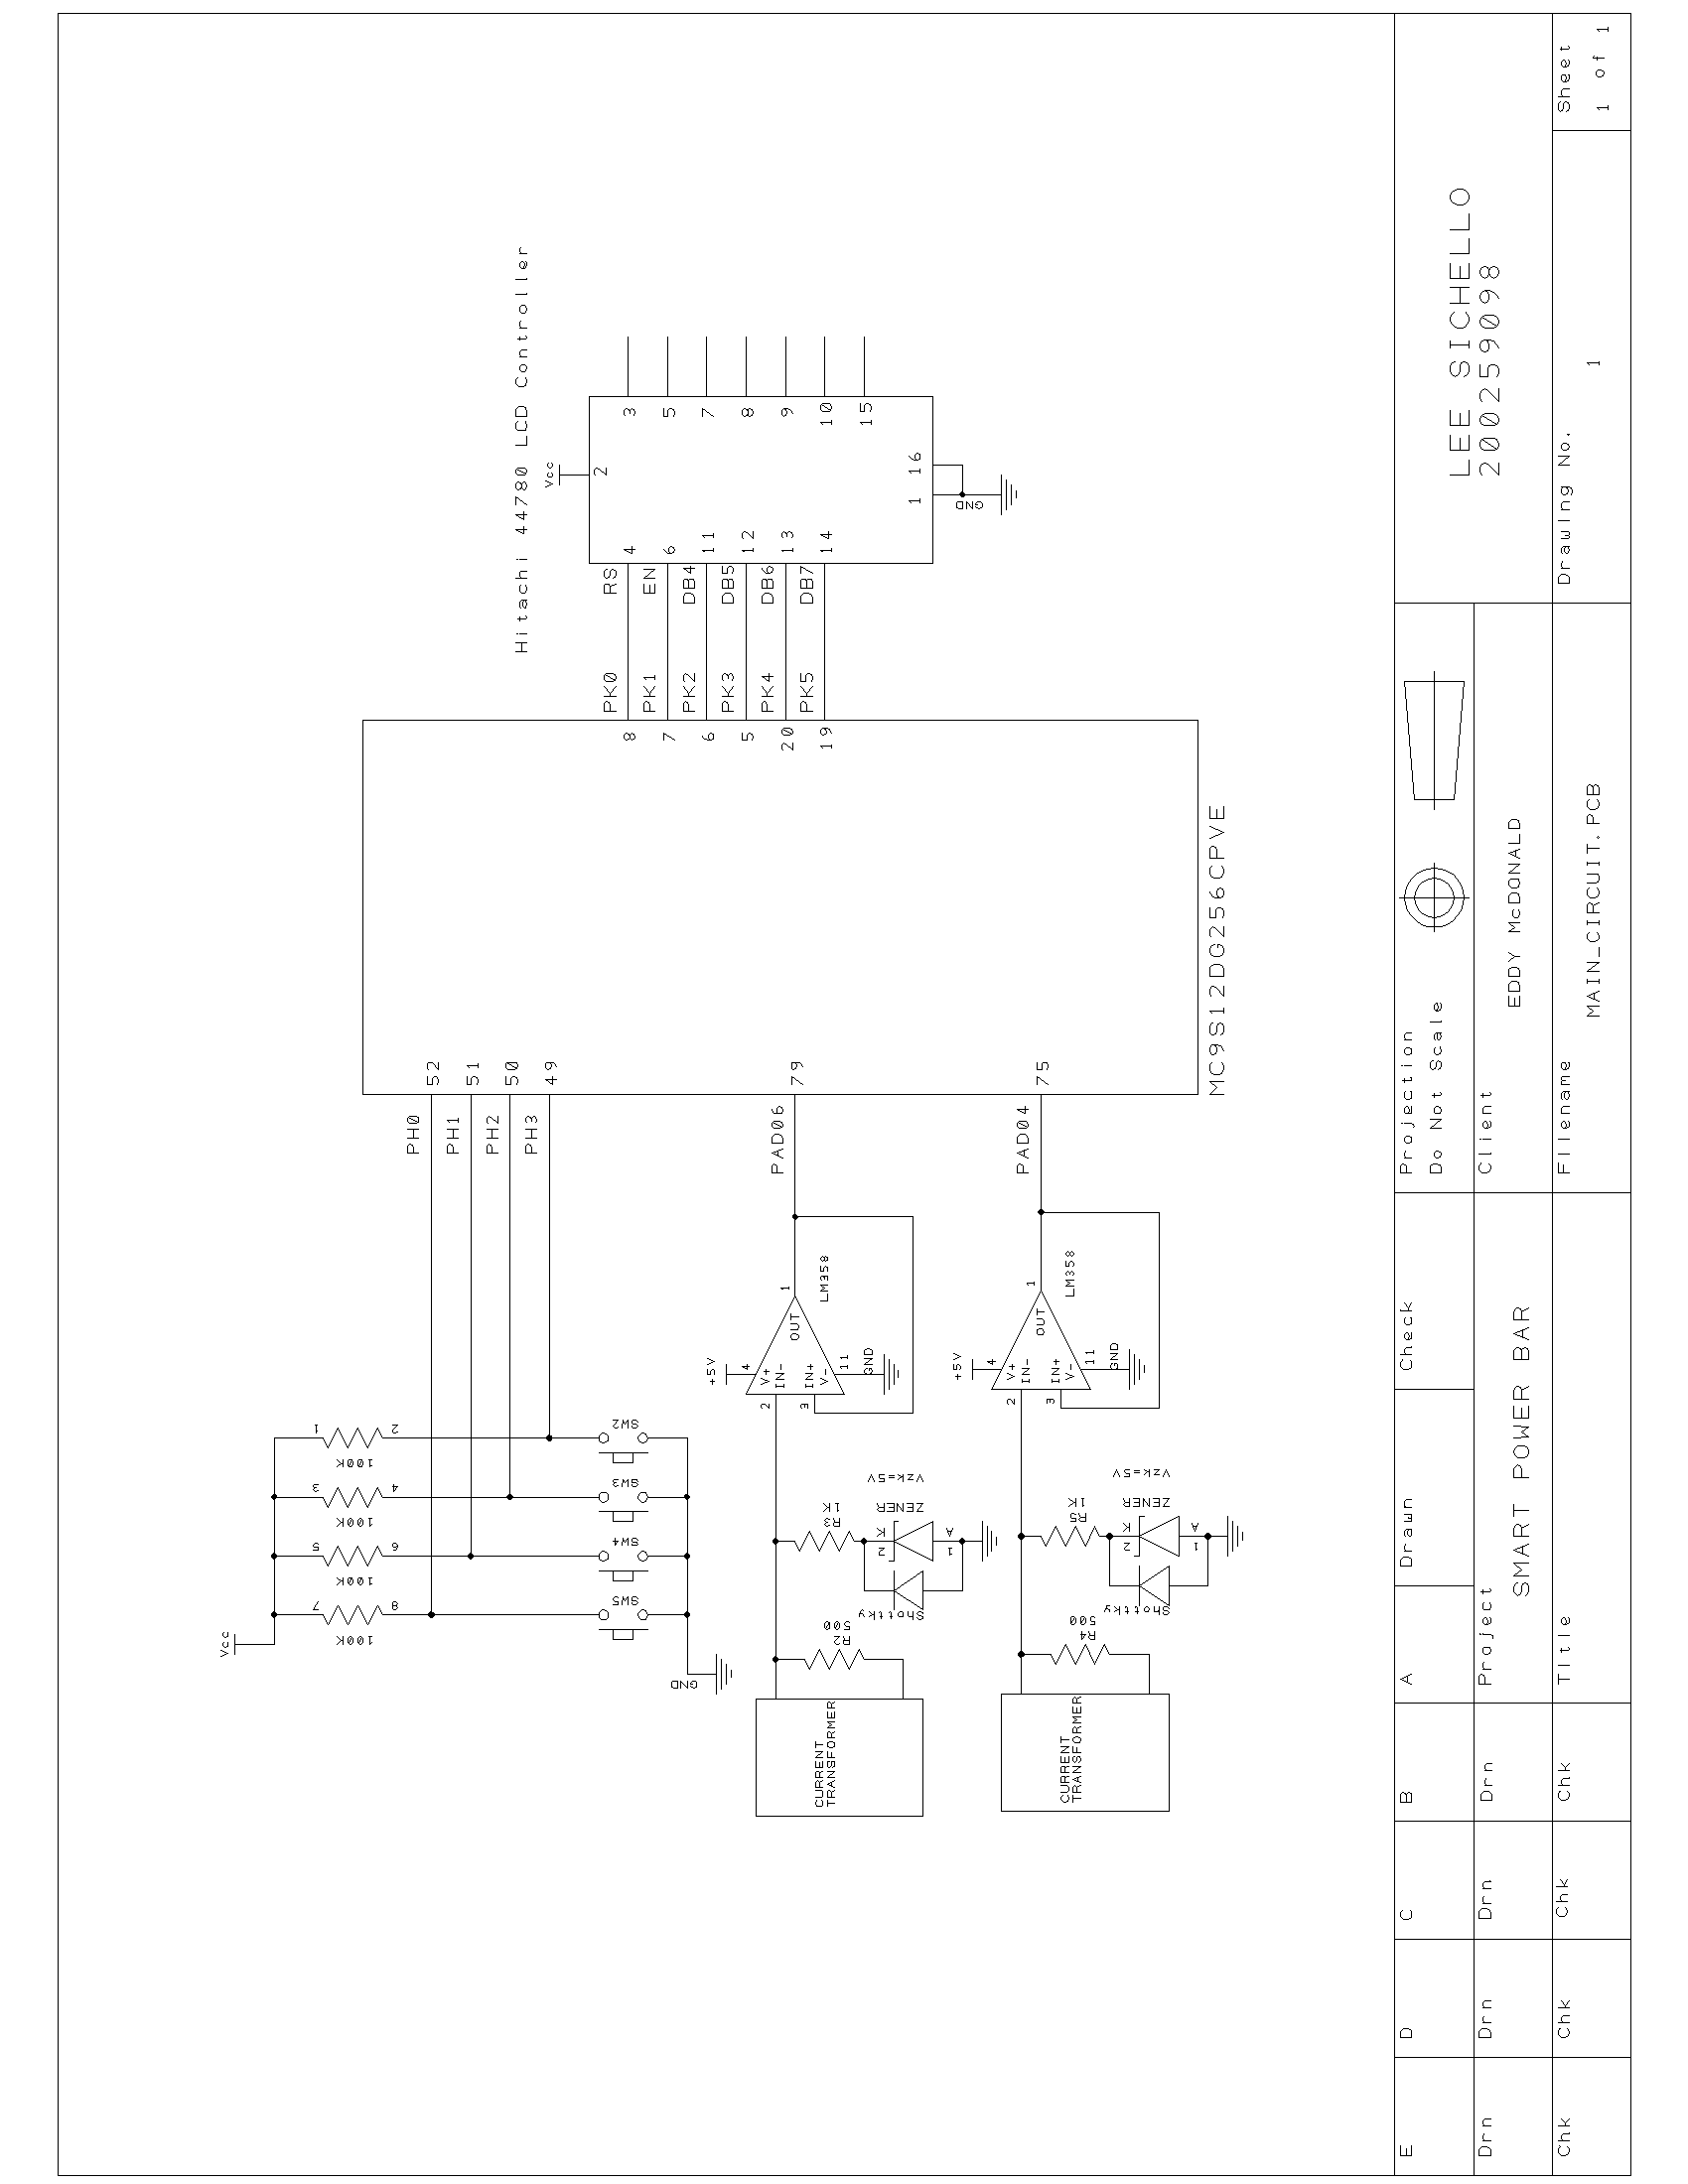 Hitachi 44780 LCD Controller
Vcc
2
3
5
7
8
9
10
15
4
6
11
12
13
14
1
16
GND
RS
EN
DB4
DB5
DB6
DB7
PK0
PK1
PK2
PK3
PK4
PK5
8
7
6
5
20
19
MC9S12DG256CPVE
52
51
50
49
79
75
PH0
PH1
PH2
PH3
PAD06
PAD04
Vcc
1
2
100K
3
4
100K
5
6
100K
7
8
100K
SW2
SW3
SW4
SW5
GND
+5V
4
V+
IN-
IN+
V-
OUT
1
2
3
11
GND
LM358
R3
1K
ZENER
Vzk=5V
K
2
A
1
Shottky
R2
500
CURRENT
TRANSFORMER
+5V
4
V+
IN-
IN+
V-
OUT
1
2
3
11
GND
LM358
R5
1K
ZENER
Vzk=5V
K
2
A
1
Shottky
R4
500
CURRENT
TRANSFORMER
E
D
C
B
A
Drawn
Check
Projection
Do Not Scale
LEE SICHELLO
200259098
Drn
Drn
Drn
Drn
Project
SMART POWER BAR
Client
EDDY McDONALD
Chk
Chk
Chk
Chk
Title
Filename
MAIN_CIRCUIT.PCB
Drawing No.
1
Sheet
1 of 1